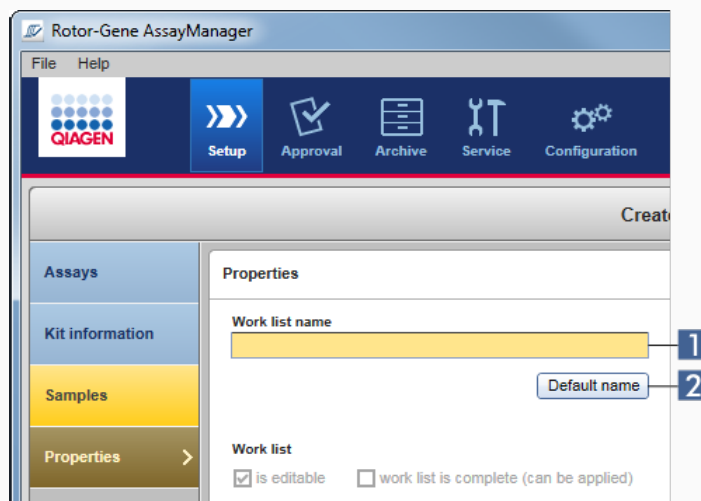 Rotor-Gene AssayManager
File Help
QIAGEN
Setup Approval Archive Service Configuration
Assays
Properties
Kit information
Work list name
1
Default name
2
Samples
Properties
Work list
is editable work list is complete (can be applied)